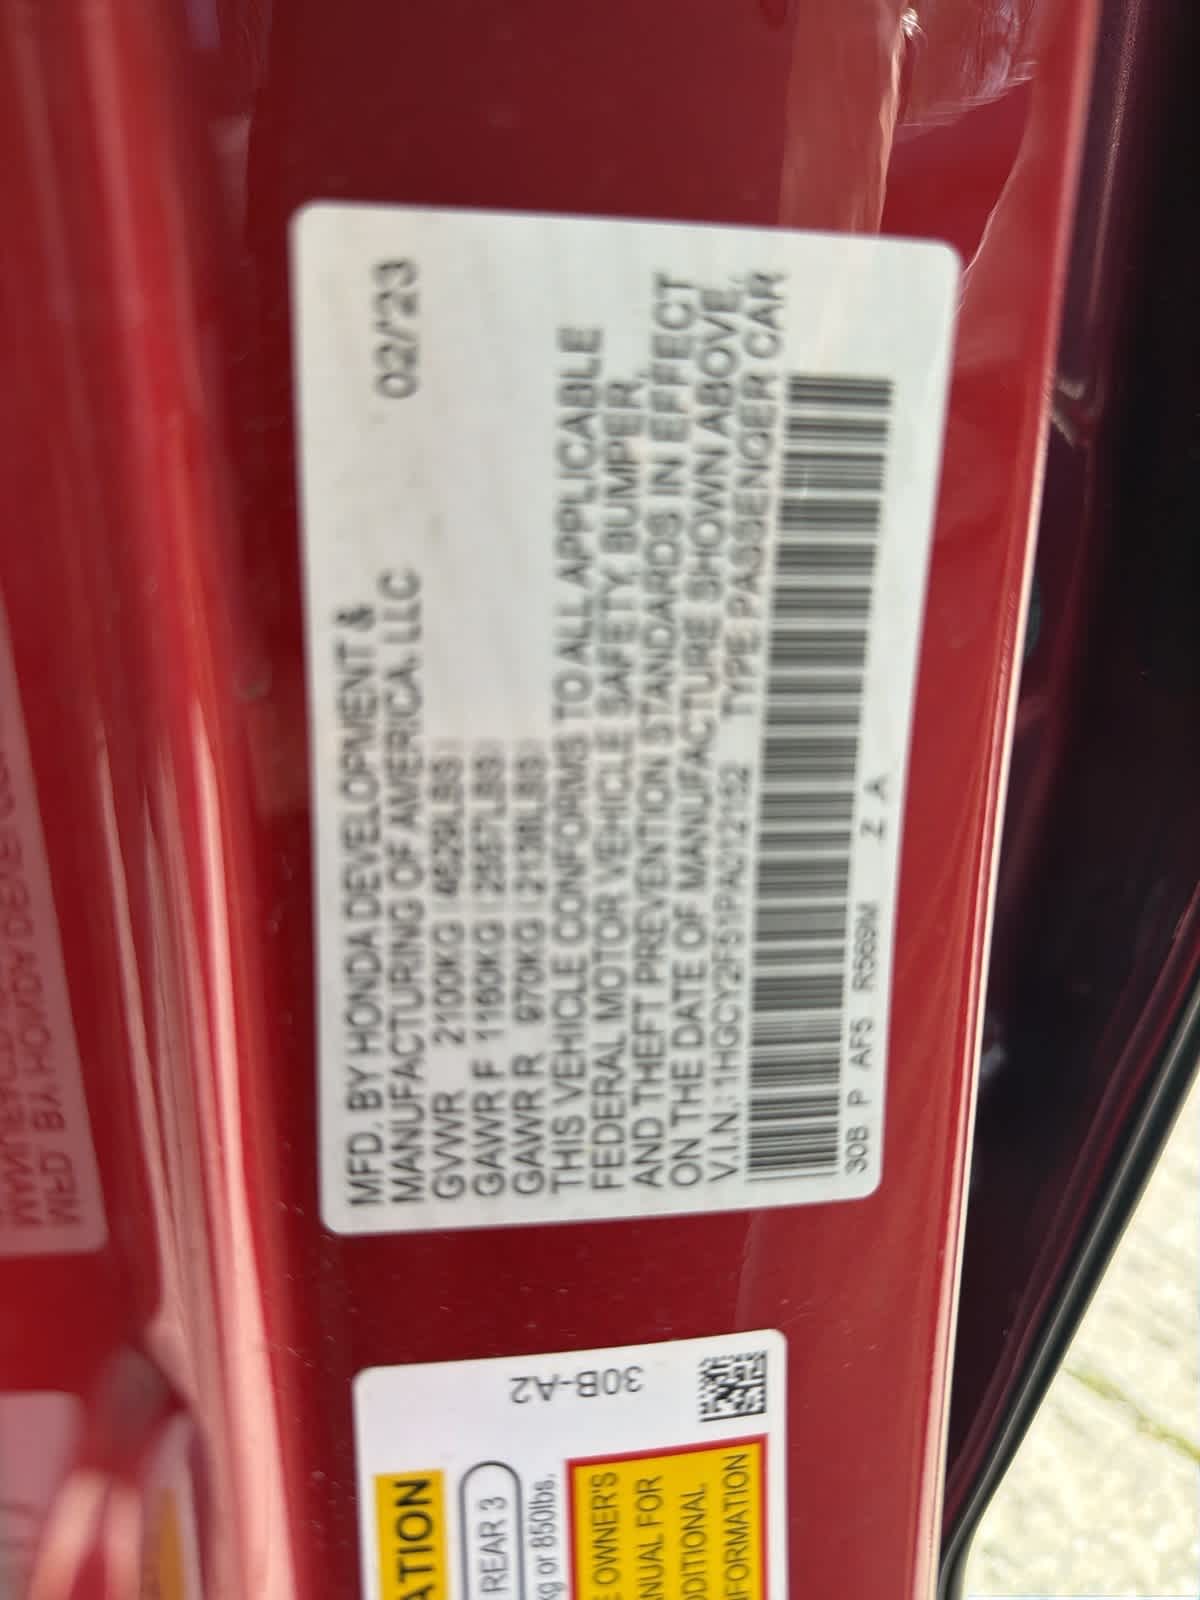 MFD. BY HONDA DEVELOPMENT &
MANUFACTURING OF AMERICA, LLC 02/'23
GVWR 2100KG (4629LBS)
GAWR F 1160KG (2557LBS)
GAWR R 970KG (2138LBS)
THIS VEHICLE CONFORMS TO ALL APPLICABLE
FEDERAL MOTOR VEHICLE SAFETY, BUMPER,
AND THEFT PREVENTION STANDARDS IN EFFECT
ON THE DATE OF MANUFACTURE SHOWN ABOVE.
V.I.N.: 1HGCY2F51PA012152 TYPE PASSENGER CAR
30B P AF5 R569M Z A
30B-A2
ATION
REAR 3
kg or 850lbs.
OWNER'S
ANUAL FOR
DDITIONAL
FORMATION